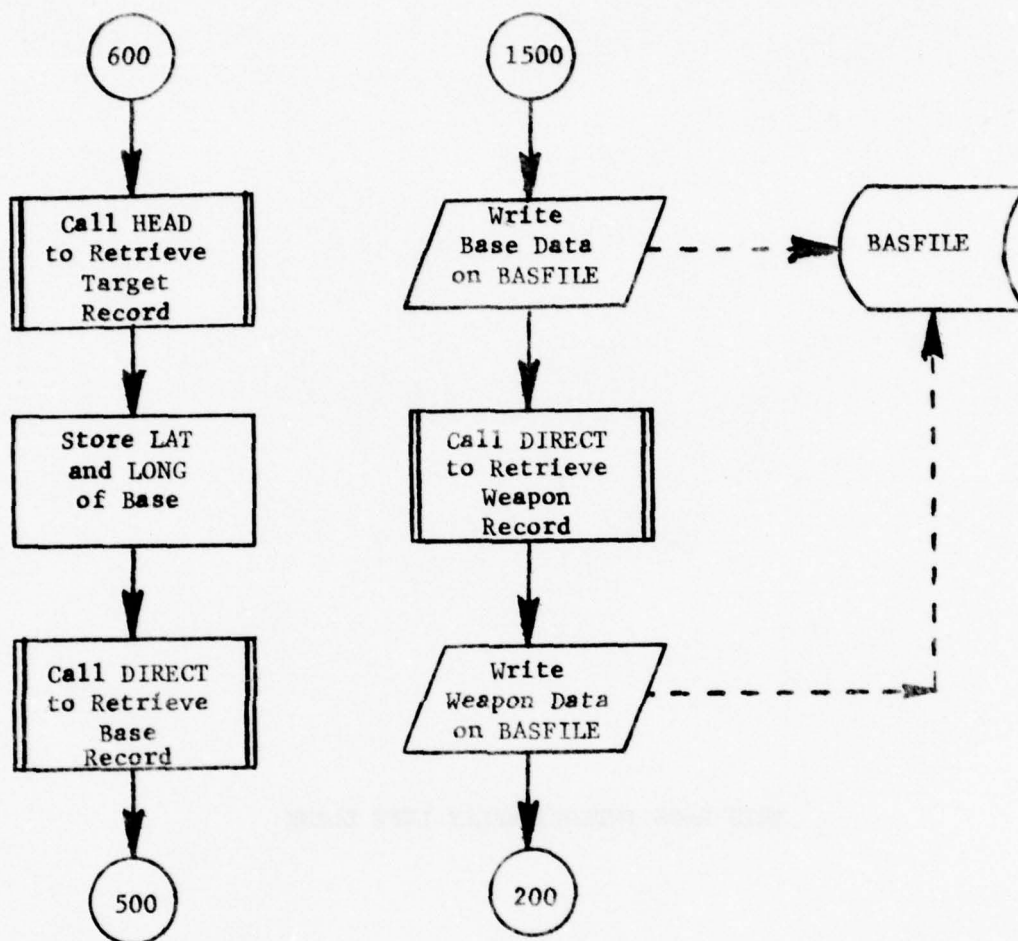 600
Call HEAD
to Retrieve
Target
Record
Store LAT
and LONG
of Base
Call DIRECT
to Retrieve
Base
Record
500
1500
Write
Base Data
on BASFILE
Call DIRECT
to Retrieve
Weapon
Record
Write
Weapon Data
on BASFILE
200
BASFILE